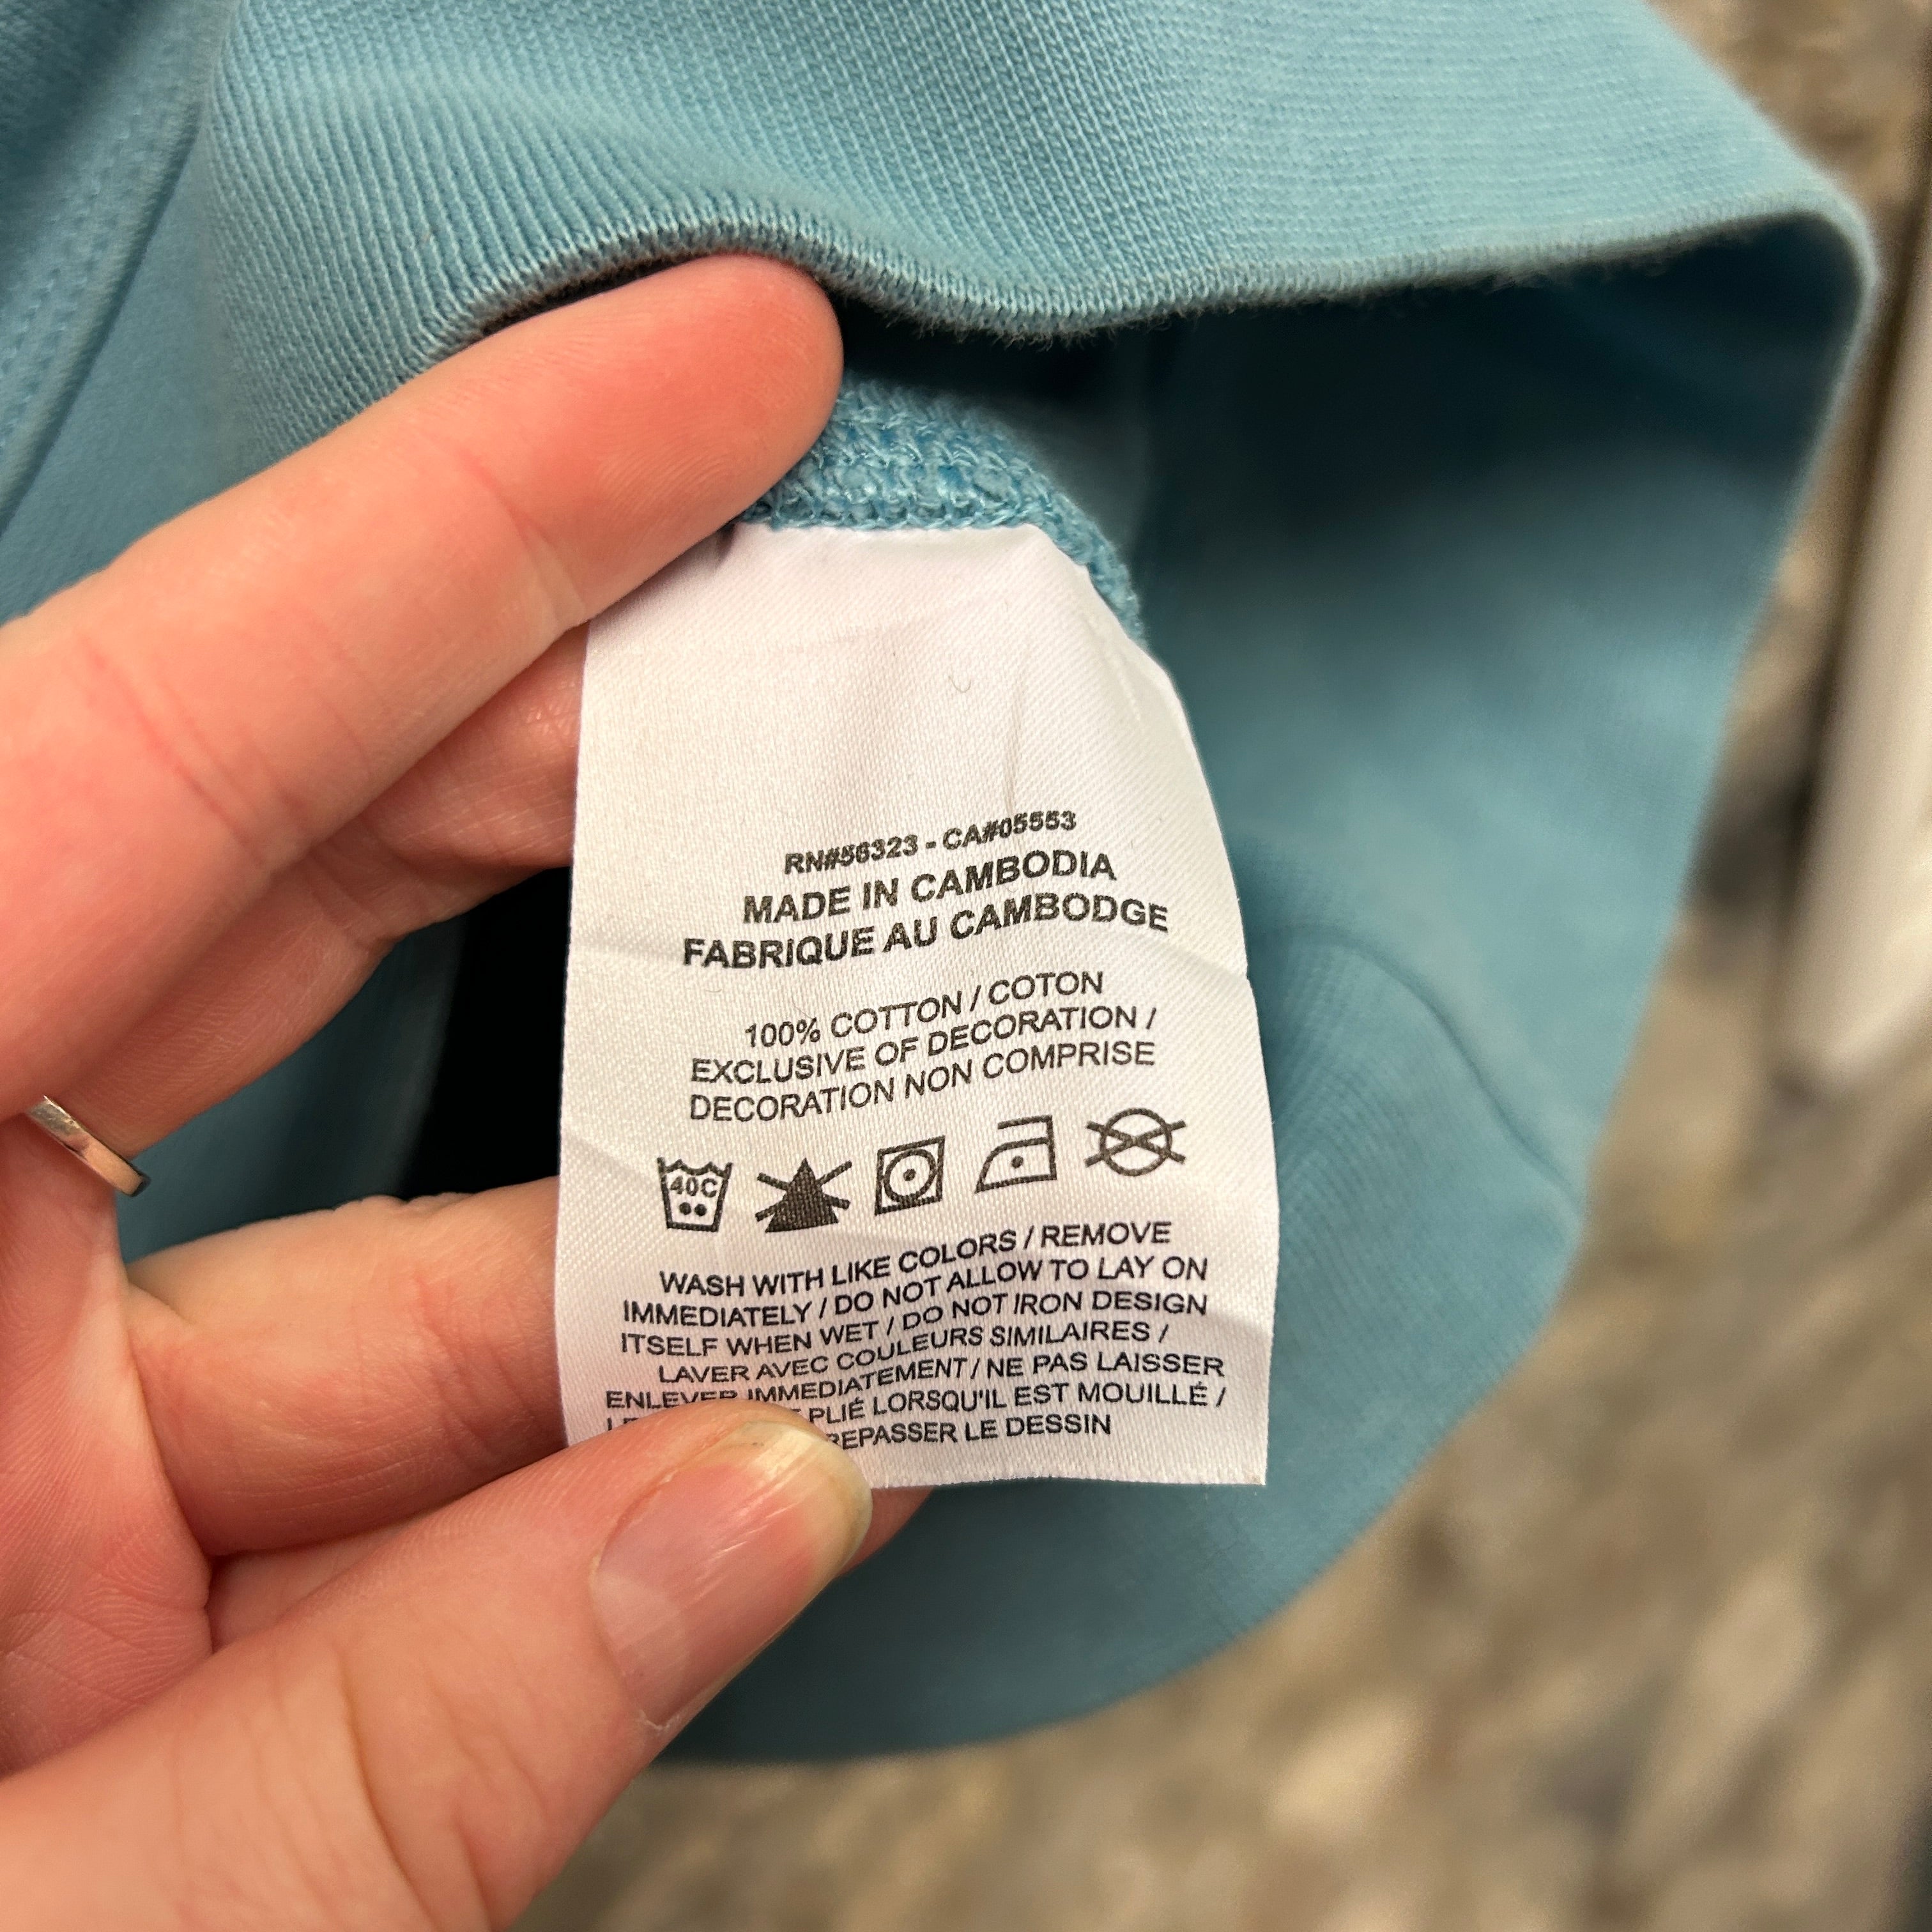 RN#56323 - CA#05553
MADE IN CAMBODIA
FABRIQUE AU CAMBODGE
100% COTTON / COTON
EXCLUSIVE OF DECORATION /
DECORATION NON COMPRISE
40C
WASH WITH LIKE COLORS / REMOVE
IMMEDIATELY / DO NOT ALLOW TO LAY ON
ITSELF WHEN WET / DO NOT IRON DESIGN
LAVER AVEC COULEURS SIMILAIRES /
ENLEVER IMMEDIATEMENT / NE PAS LAISSER
PLIÉ LORSQU'IL EST MOUILLÉ /
REPASSER LE DESSIN